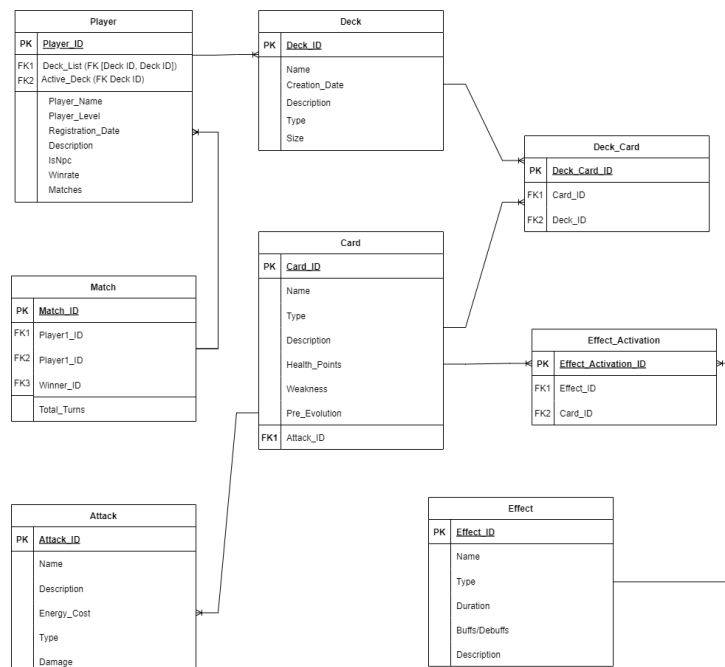 Player
PK Player_ID
FK1 Deck_List (FK [Deck ID, Deck ID])
FK2 Active_Deck (FK Deck ID)
Player_Name
Player_Level
Registration_Date
Description
IsNpc
Winrate
Matches
Deck
PK Deck_ID
Name
Creation_Date
Description
Type
Size
Deck_Card
PK Deck_Card_ID
FK1 Card_ID
FK2 Deck_ID
Match
PK Match_ID
FK1 Player1_ID
FK2 Player1_ID
FK3 Winner_ID
Total_Turns
Card
PK Card_ID
Name
Type
Description
Health_Points
Weakness
Pre_Evolution
FK1 Attack_ID
Effect_Activation
PK Effect_Activation_ID
FK1 Effect_ID
FK2 Card_ID
Attack
PK Attack_ID
Name
Description
Energy_Cost
Type
Damage
Effect
PK Effect_ID
Name
Type
Duration
Buffs/Debuffs
Description